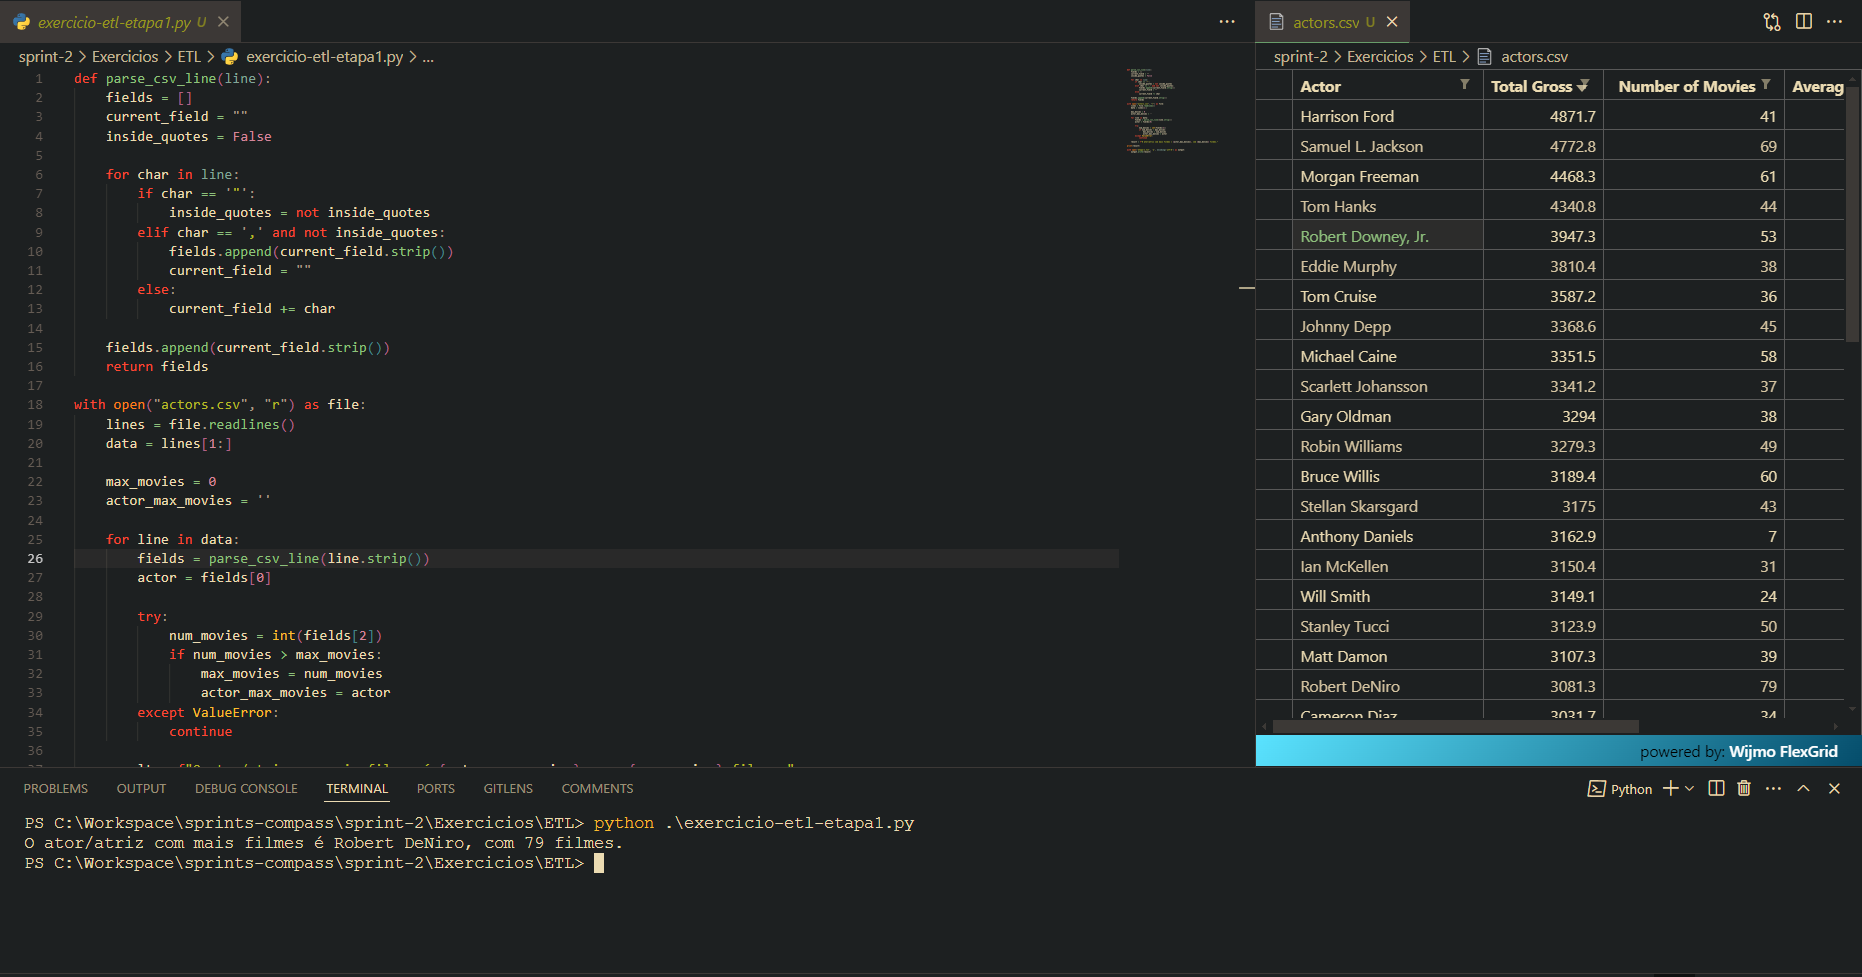 exercicio-etl-etapa1.py U
sprint-2 > Exercicios > ETL > exercicio-etl-etapa1.py > ...
1 def parse_csv_line(line):
2 fields = []
3 current_field = ""
4 inside_quotes = False
5
6 for char in line:
7 if char == '"':
8 inside_quotes = not inside_quotes
9 elif char == ',' and not inside_quotes:
10 fields.append(current_field.strip())
11 current_field = ""
12 else:
13 current_field += char
14
15 fields.append(current_field.strip())
16 return fields
17
18 with open("actors.csv", "r") as file:
19 lines = file.readlines()
20 data = lines[1:]
21
22 max_movies = 0
23 actor_max_movies = ''
24
25 for line in data:
26 fields = parse_csv_line(line.strip())
27 actor = fields[0]
28
29 try:
30 num_movies = int(fields[2])
31 if num_movies > max_movies:
32 max_movies = num_movies
33 actor_max_movies = actor
34 except ValueError:
35 continue
36
actors.csv U
sprint-2 > Exercicios > ETL > actors.csv
Actor Total Gross Number of Movies Averag
Harrison Ford 4871.7 41
Samuel L. Jackson 4772.8 69
Morgan Freeman 4468.3 61
Tom Hanks 4340.8 44
Robert Downey, Jr. 3947.3 53
Eddie Murphy 3810.4 38
Tom Cruise 3587.2 36
Johnny Depp 3368.6 45
Michael Caine 3351.5 58
Scarlett Johansson 3341.2 37
Gary Oldman 3294 38
Robin Williams 3279.3 49
Bruce Willis 3189.4 60
Stellan Skarsgard 3175 43
Anthony Daniels 3162.9 7
Ian McKellen 3150.4 31
Will Smith 3149.1 24
Stanley Tucci 3123.9 50
Matt Damon 3107.3 39
Robert DeNiro 3081.3 79
Cameron Diaz 3031.7 34
powered by: Wijmo FlexGrid
PROBLEMS OUTPUT DEBUG CONSOLE TERMINAL PORTS GITLENS COMMENTS Python
PS C:\Workspace\sprints-compass\sprint-2\Exercicios\ETL> python .\exercicio-etl-etapa1.py
O ator/atriz com mais filmes é Robert DeNiro, com 79 filmes.
PS C:\Workspace\sprints-compass\sprint-2\Exercicios\ETL>